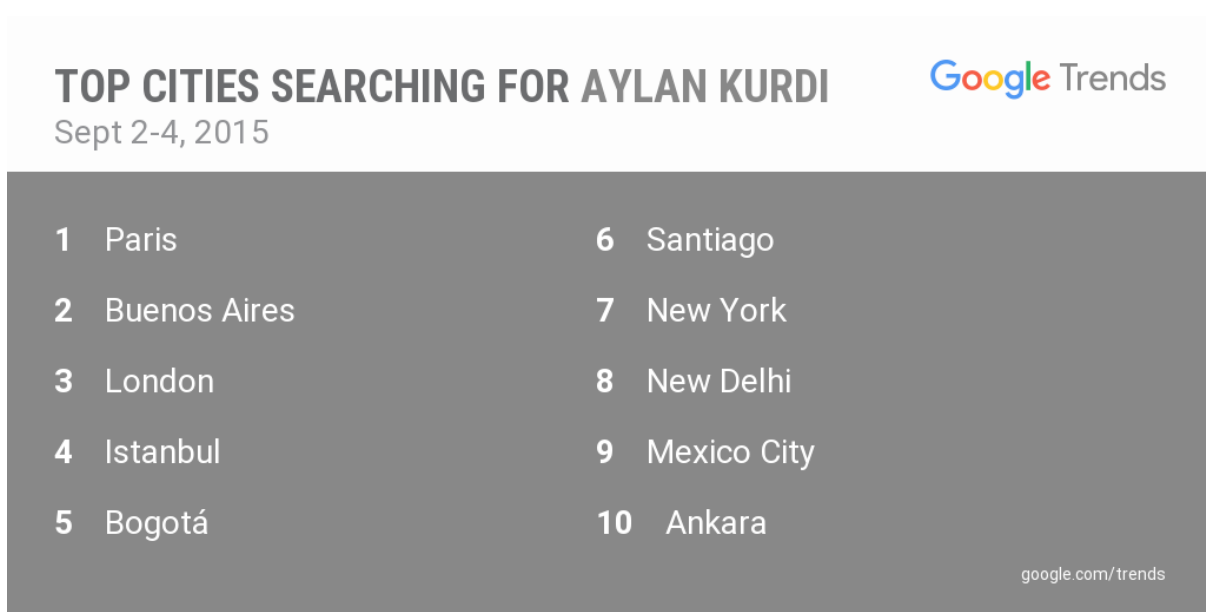 TOP CITIES SEARCHING FOR AYLAN KURDI
Google Trends
Sept 2-4, 2015
1 Paris
2 Buenos Aires
3 London
4 Istanbul
5 Bogotá
6 Santiago
7 New York
8 New Delhi
9 Mexico City
10 Ankara
google.com/trends